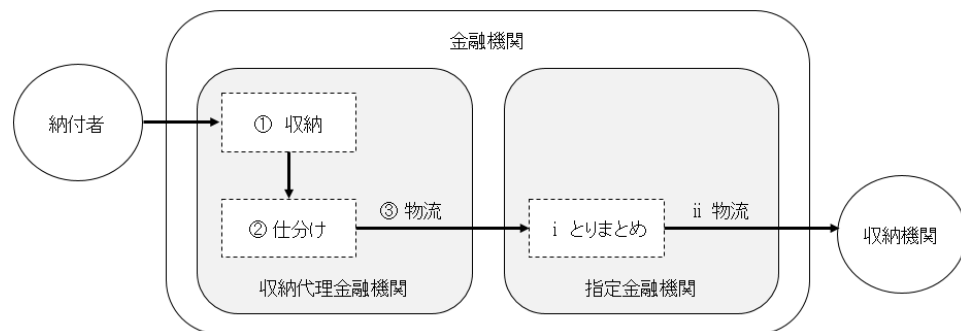 金融機関
納付者
① 収納
② 仕分け
③ 物流
収納代理金融機関
ⅰ とりまとめ
ⅱ 物流
指定金融機関
収納機関